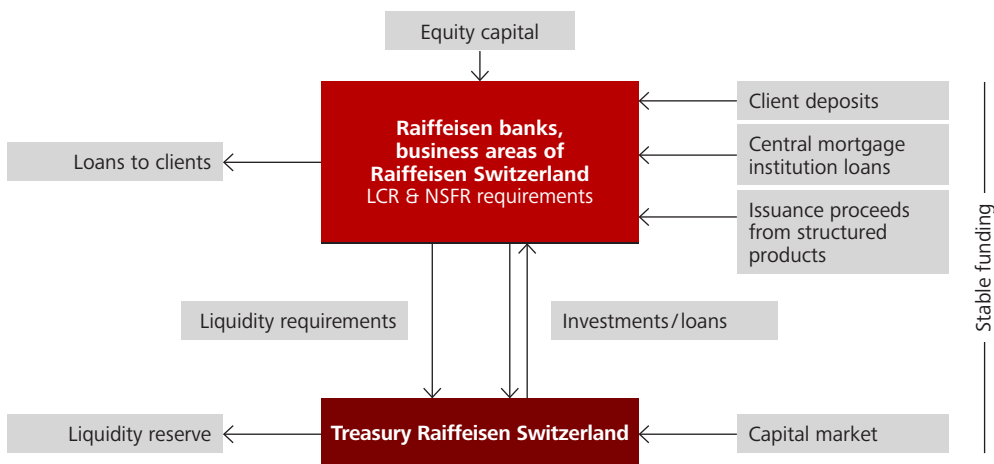 Equity capital
Raiffeisen banks,
business areas of
Raiffeisen Switzerland
LCR & NSFR requirements
Loans to clients
Client deposits
Central mortgage
institution loans
Issuance proceeds
from structured
products
Stable funding
Liquidity requirements
Investments/loans
Liquidity reserve
Treasury Raiffeisen Switzerland
Capital market